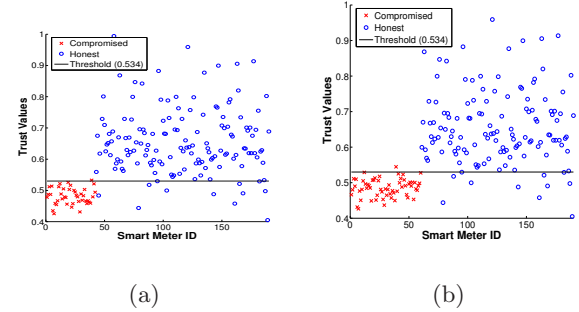 Compromised
Honest
Threshold (0.534)
1
0.9
0.8
0.7
0.6
0.5
0.4
0 50 100 150
Trust Values
Smart Meter ID
(a)
Compromised
Honest
Threshold (0.534)
1
0.9
0.8
0.7
0.6
0.5
0.4
0 50 100 150
Trust Values
Smart Meter ID
(b)